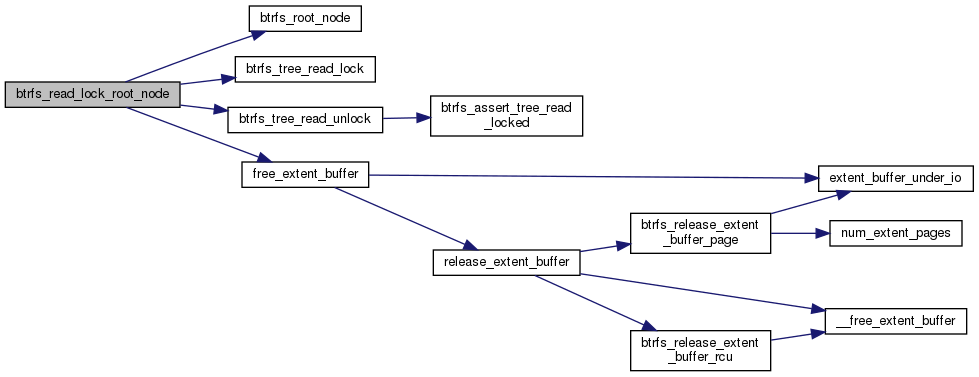 btrfs_root_node
btrfs_tree_read_lock
btrfs_read_lock_root_node
btrfs_tree_read_unlock
btrfs_assert_tree_read
_locked
free_extent_buffer
extent_buffer_under_io
btrfs_release_extent
_buffer_page
num_extent_pages
release_extent_buffer
__free_extent_buffer
btrfs_release_extent
_buffer_rcu